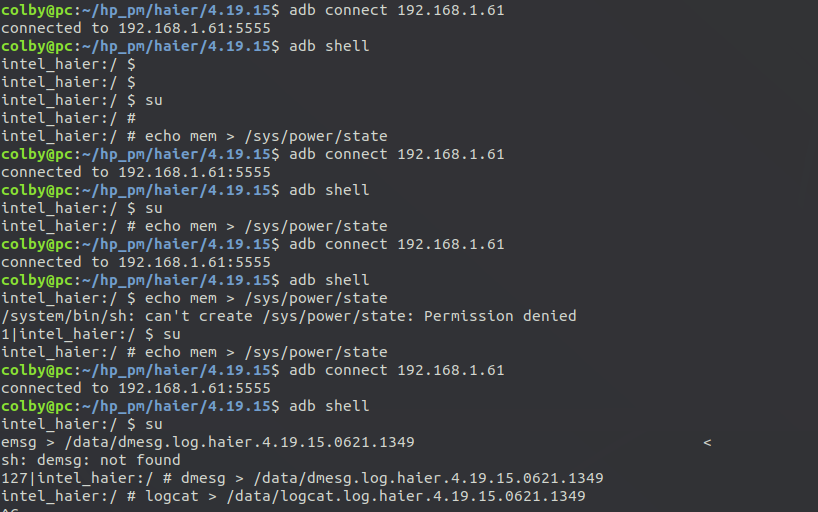 colby@pc:~/hp_pm/haier/4.19.15$ adb connect 192.168.1.61
connected to 192.168.1.61:5555
colby@pc:~/hp_pm/haier/4.19.15$ adb shell
intel_haier:/ $
intel_haier:/ $
intel_haier:/ $ su
intel_haier:/ #
intel_haier:/ # echo mem > /sys/power/state
colby@pc:~/hp_pm/haier/4.19.15$ adb connect 192.168.1.61
connected to 192.168.1.61:5555
colby@pc:~/hp_pm/haier/4.19.15$ adb shell
intel_haier:/ $ su
intel_haier:/ # echo mem > /sys/power/state
colby@pc:~/hp_pm/haier/4.19.15$ adb connect 192.168.1.61
connected to 192.168.1.61:5555
colby@pc:~/hp_pm/haier/4.19.15$ adb shell
intel_haier:/ $ echo mem > /sys/power/state
/system/bin/sh: can't create /sys/power/state: Permission denied
1|intel_haier:/ $ su
intel_haier:/ # echo mem > /sys/power/state
colby@pc:~/hp_pm/haier/4.19.15$ adb connect 192.168.1.61
connected to 192.168.1.61:5555
colby@pc:~/hp_pm/haier/4.19.15$ adb shell
intel_haier:/ $ su
emsg > /data/dmesg.log.haier.4.19.15.0621.1349 <
sh: demsg: not found
127|intel_haier:/ # dmesg > /data/dmesg.log.haier.4.19.15.0621.1349
intel_haier:/ # logcat > /data/logcat.log.haier.4.19.15.0621.1349